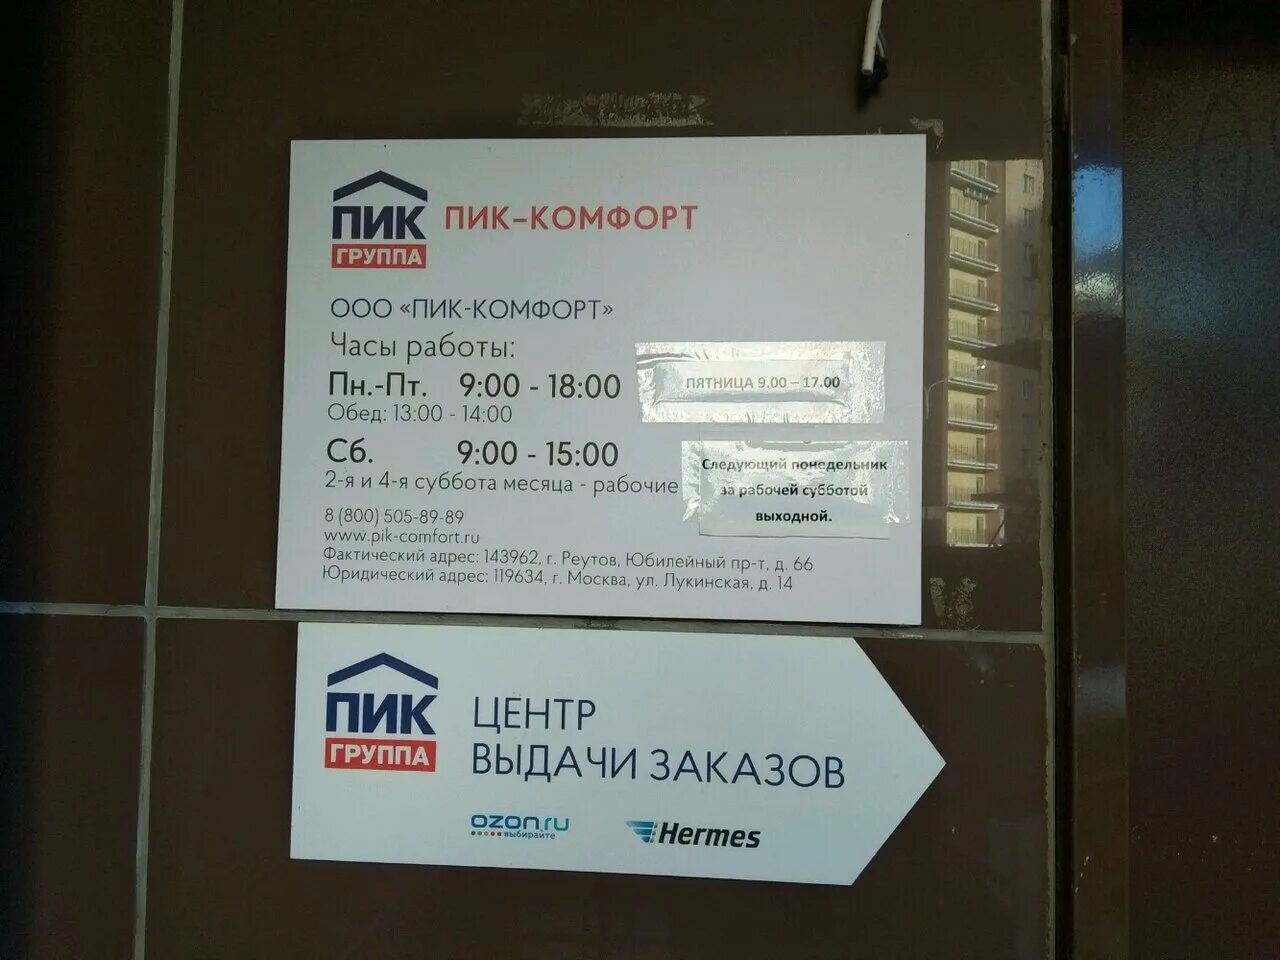 ПИК
ГРУППА
ПИК-КОМФОРТ
ООО «ПИК-КОМФОРТ»
Часы работы:
Пн.-Пт. 9:00 - 18:00
Обед: 13:00 - 14:00
ПЯТНИЦА 9.00 – 17.00
Сб. 9:00 - 15:00
2-я и 4-я суббота месяца - рабочие
Следующий понедельник
за рабочей субботой
выходной.
8 (800) 505-89-89
www.pik-comfort.ru
Фактический адрес: 143962, г. Реутов, Юбилейный пр-т, д. 66
Юридический адрес: 119634, г. Москва, ул. Лукинская, д. 14
ПИК
ГРУППА
ЦЕНТР
ВЫДАЧИ ЗАКАЗОВ
ozon.ru
выбирайте
Hermes